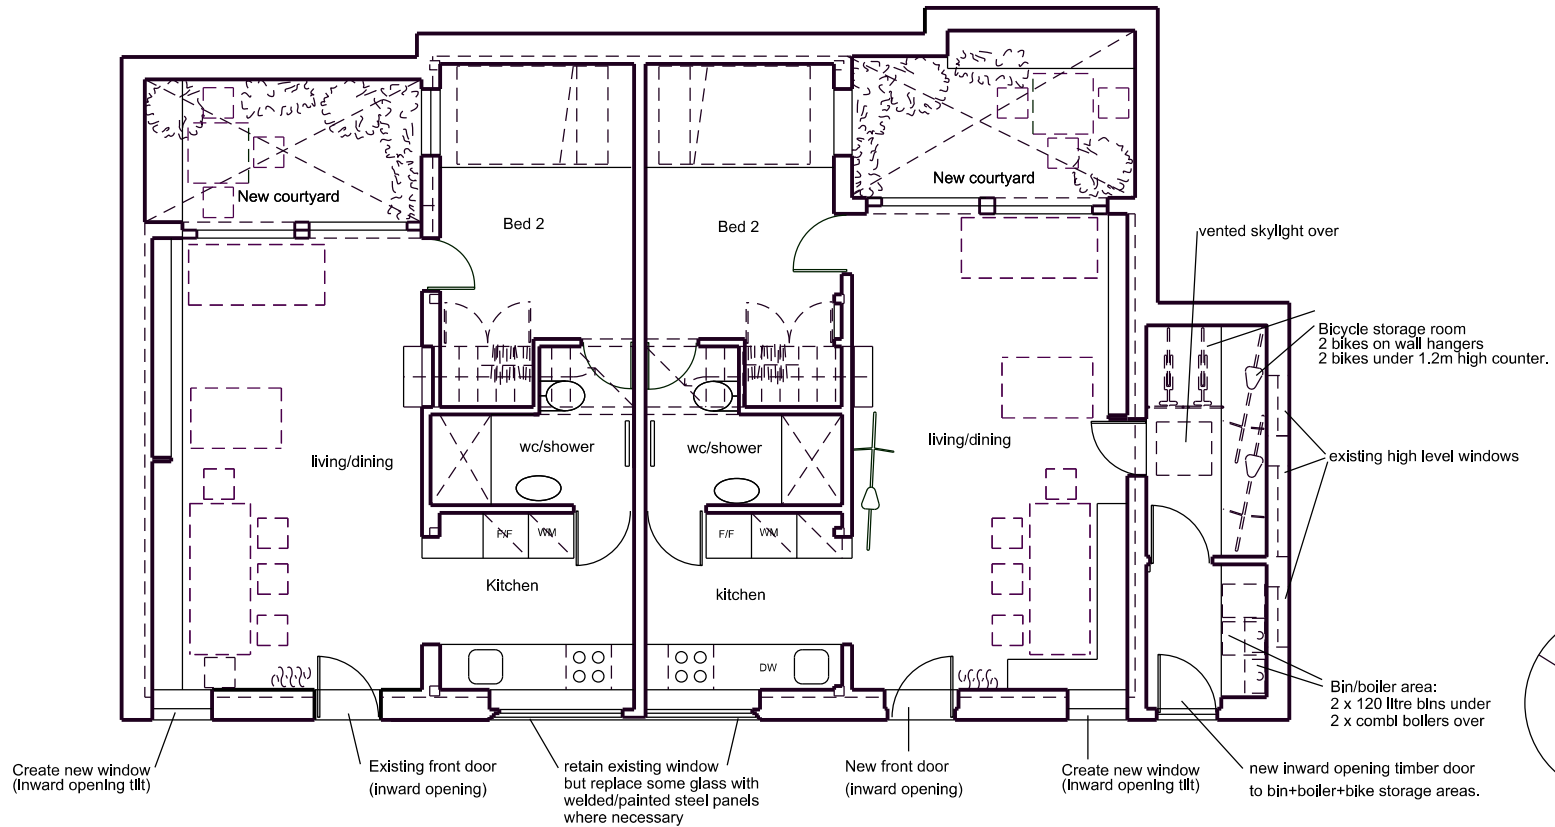 New courtyard
New courtyard
Bed 2
Bed 2
vented skylight over
Bicycle storage room
2 bikes on wall hangers
2 bikes under 1.2m high counter.
living/dining
wc/shower
wc/shower
living/dining
existing high level windows
F/F
WM
F/F
WM
Kitchen
kitchen
DW
Bin/boiler area:
2 x 120 litre bins under
2 x combi boilers over
Create new window
(Inward opening tilt)
Existing front door
(inward opening)
retain existing window
but replace some glass with
welded/painted steel panels
where necessary
New front door
(inward opening)
Create new window
(Inward opening tilt)
new inward opening timber door
to bin+boiler+bike storage areas.